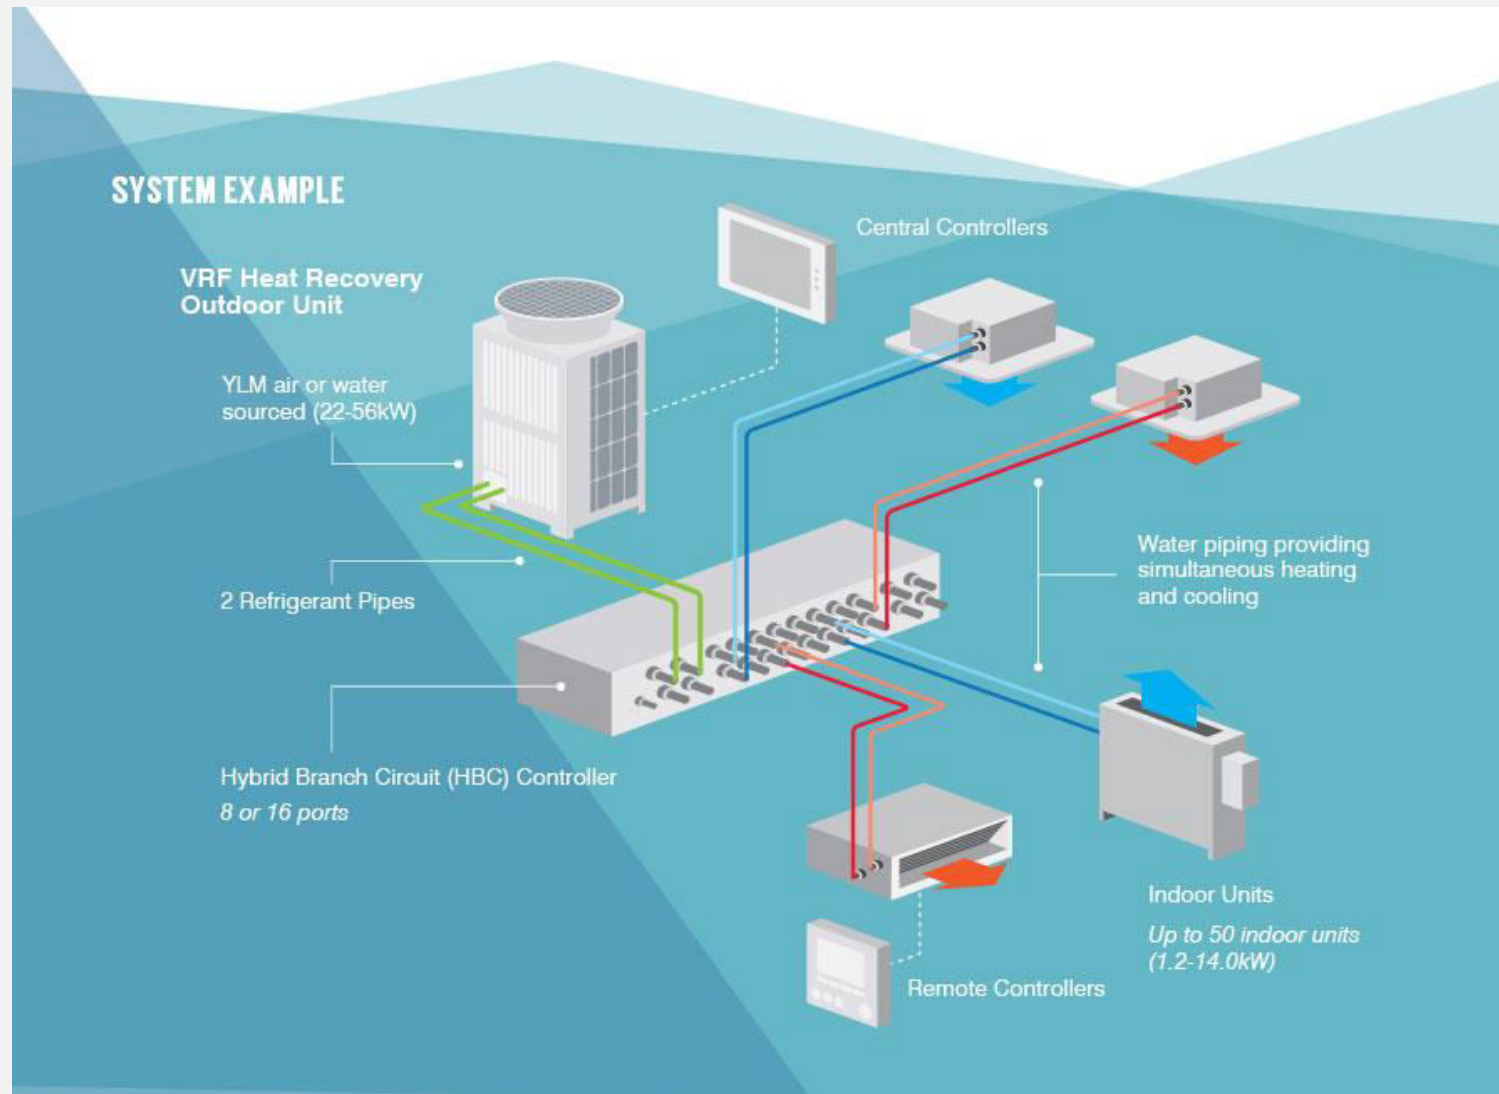 SYSTEM EXAMPLE
VRF Heat Recovery
Outdoor Unit
YLM air or water
sourced (22-56kW)
2 Refrigerant Pipes
Hybrid Branch Circuit (HBC) Controller
8 or 16 ports
Central Controllers
Water piping providing
simultaneous heating
and cooling
Indoor Units
Up to 50 indoor units
(1.2-14.0kW)
Remote Controllers